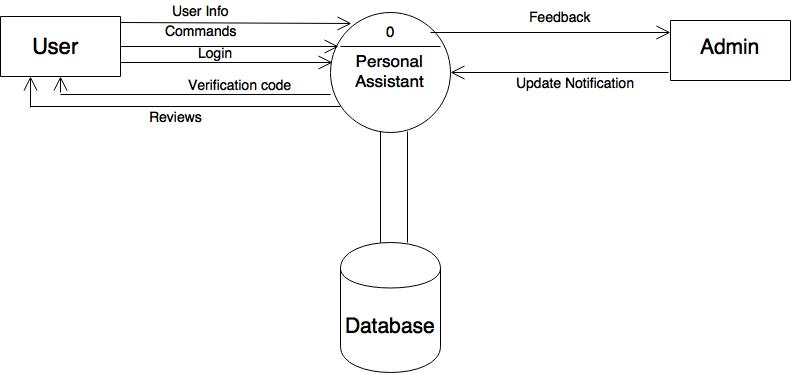 User Info
Commands
Login
User
Verification code
Reviews
0
Personal
Assistant
Feedback
Admin
Update Notification
Database